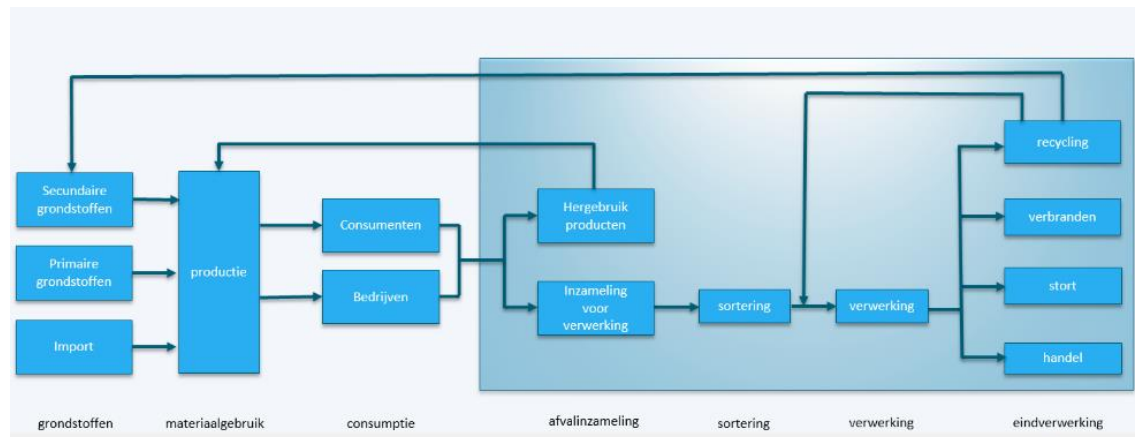 Secundaire
grondstoffen
Primaire
grondstoffen
Import
productie
Consumenten
Bedrijven
Hergebruik
producten
Inzameling
voor
verwerking
sortering
verwerking
recycling
verbranden
stort
handel
grondstoffen
materiaalgebruik
consumptie
afvalinzameling
sortering
verwerking
eindverwerking